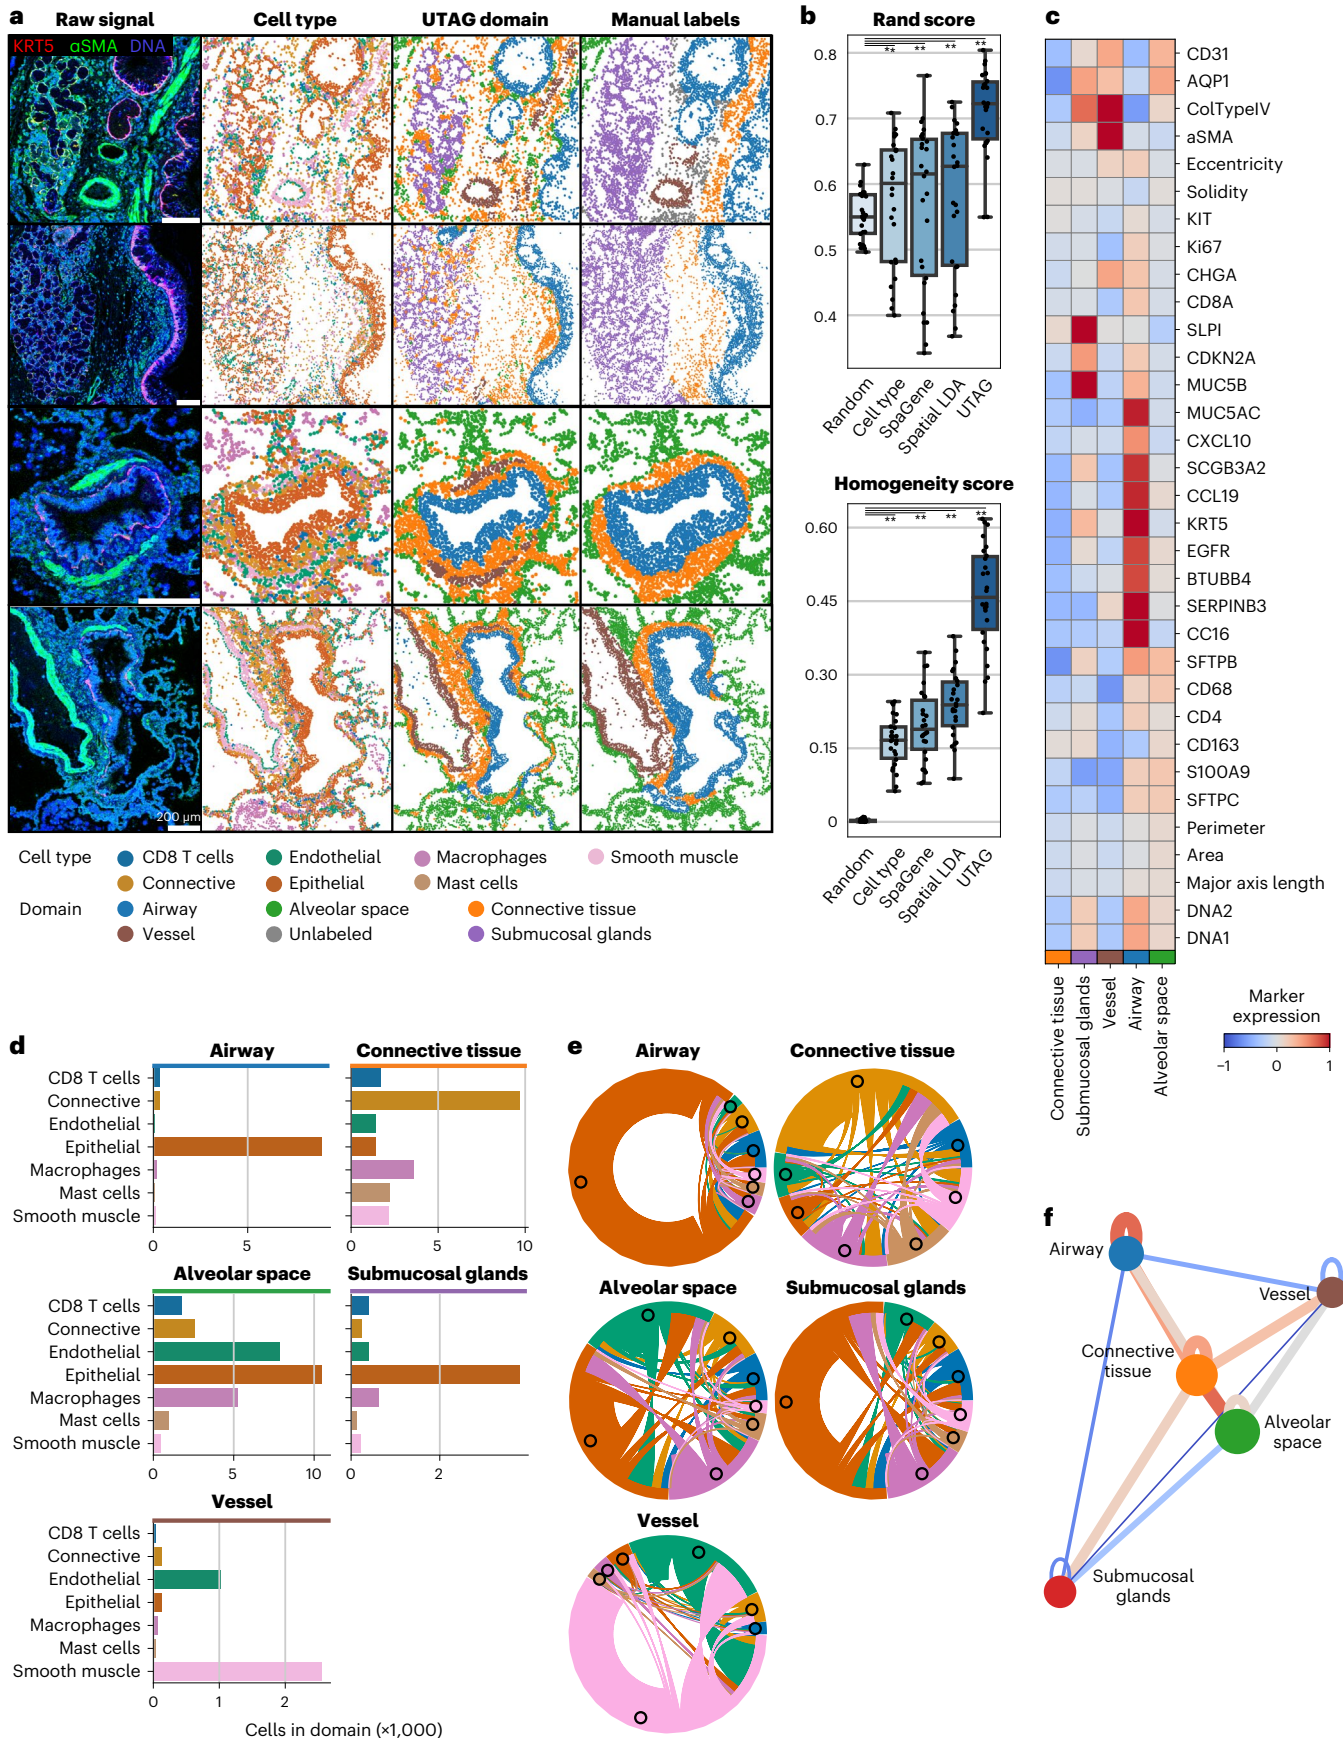 a
Raw signal
Cell type
UTAG domain
Manual labels
KRT5 αSMA DNA
200 µm
Cell type
CD8 T cells
Endothelial
Macrophages
Smooth muscle
Connective
Epithelial
Mast cells
Domain
Airway
Alveolar space
Connective tissue
Vessel
Unlabeled
Submucosal glands
b
Rand score
** ** ** **
0.8
0.7
0.6
0.5
0.4
Random
Cell type
SpaGene
Spatial LDA
UTAG
Homogeneity score
** ** ** **
0.60
0.45
0.30
0.15
0
Random
Cell type
SpaGene
Spatial LDA
UTAG
c
CD31
AQP1
ColTypeIV
aSMA
Eccentricity
Solidity
KIT
Ki67
CHGA
CD8A
SLPI
CDKN2A
MUC5B
MUC5AC
CXCL10
SCGB3A2
CCL19
KRT5
EGFR
BTUBB4
SERPINB3
CC16
SFTPB
CD68
CD4
CD163
S100A9
SFTPC
Perimeter
Area
Major axis length
DNA2
DNA1
Connective tissue
Submucosal glands
Vessel
Airway
Alveolar space
Marker
expression
−1 0 1
d
Airway
CD8 T cells
Connective
Endothelial
Epithelial
Macrophages
Mast cells
Smooth muscle
0 5
Connective tissue
0 5 10
Alveolar space
CD8 T cells
Connective
Endothelial
Epithelial
Macrophages
Mast cells
Smooth muscle
0 5 10
Submucosal glands
0 2
Vessel
CD8 T cells
Connective
Endothelial
Epithelial
Macrophages
Mast cells
Smooth muscle
0 1 2
Cells in domain (×1,000)
e
Airway
Connective tissue
Alveolar space
Submucosal glands
Vessel
f
Airway
Vessel
Connective
tissue
Alveolar
space
Submucosal
glands